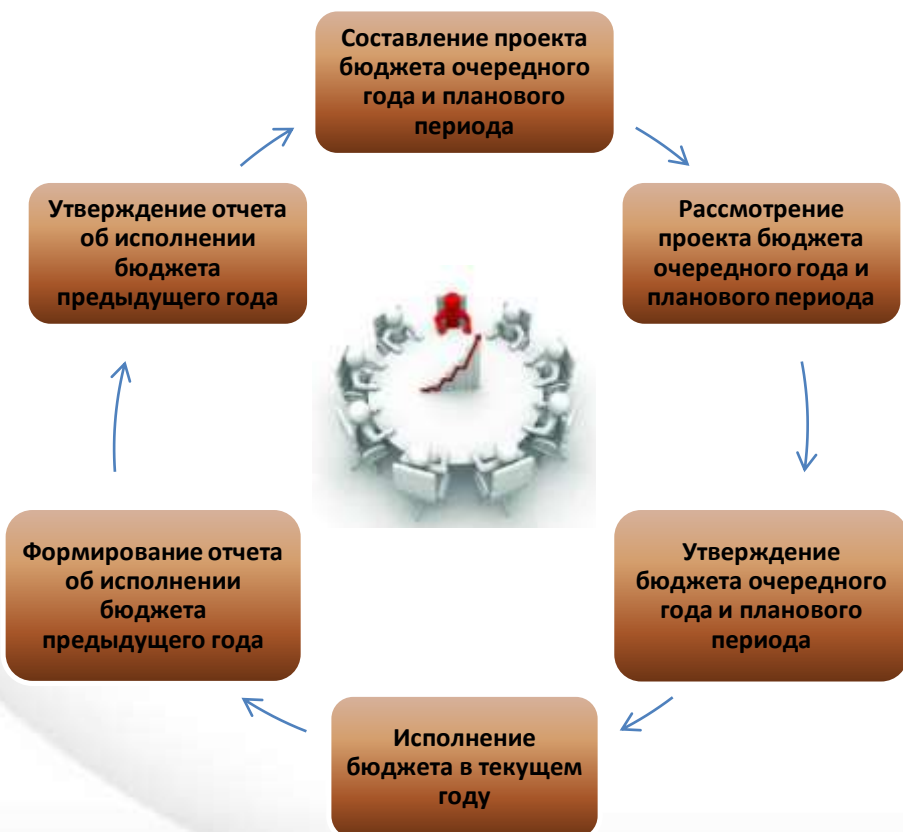 Составление проекта
бюджета очередного
года и планового
периода
Рассмотрение
проекта бюджета
очередного года и
планового периода
Утверждение
бюджета очередного
года и планового
периода
Исполнение
бюджета в текущем
году
Формирование отчета
об исполнении
бюджета
предыдущего года
Утверждение отчета
об исполнении
бюджета
предыдущего года